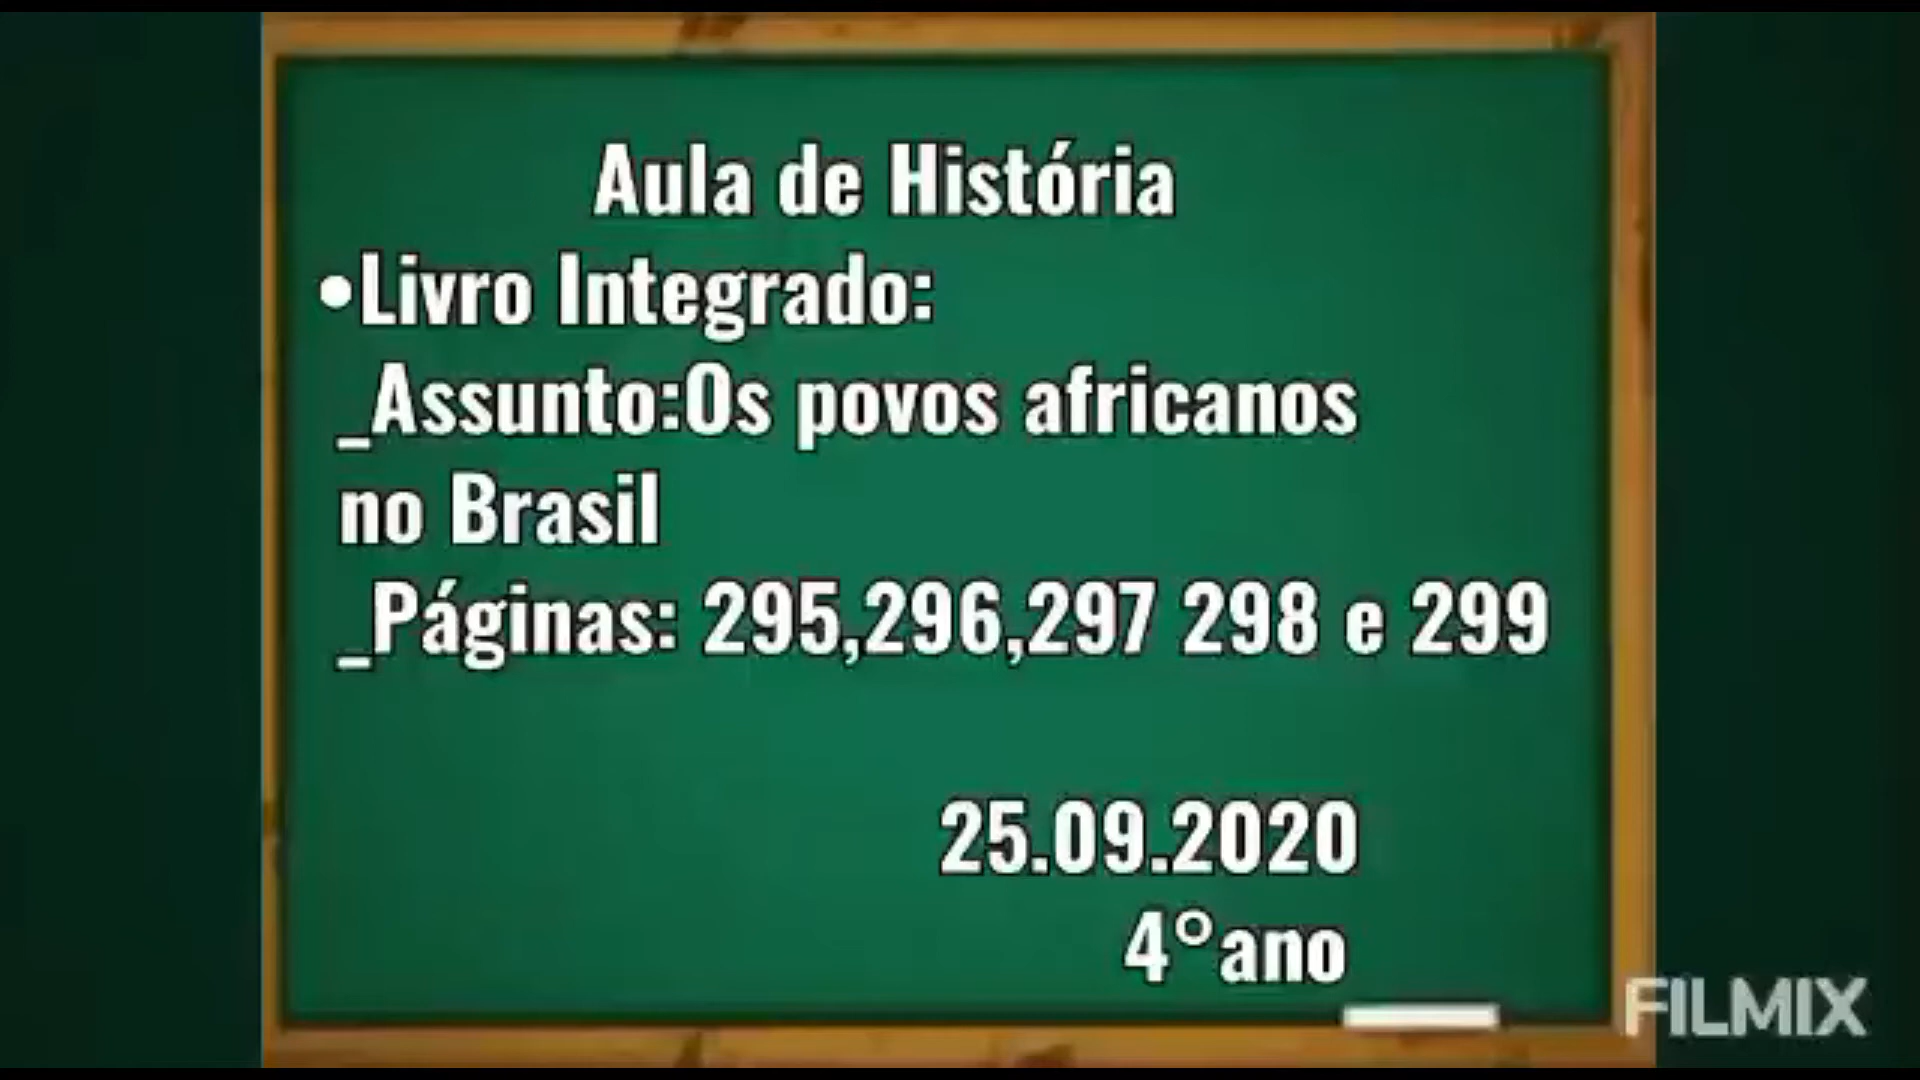 Aula de História
•Livro Integrado:
_Assunto:Os povos africanos
no Brasil
_Páginas: 295,296,297 298 e 299
25.09.2020
4°ano
FILMIX